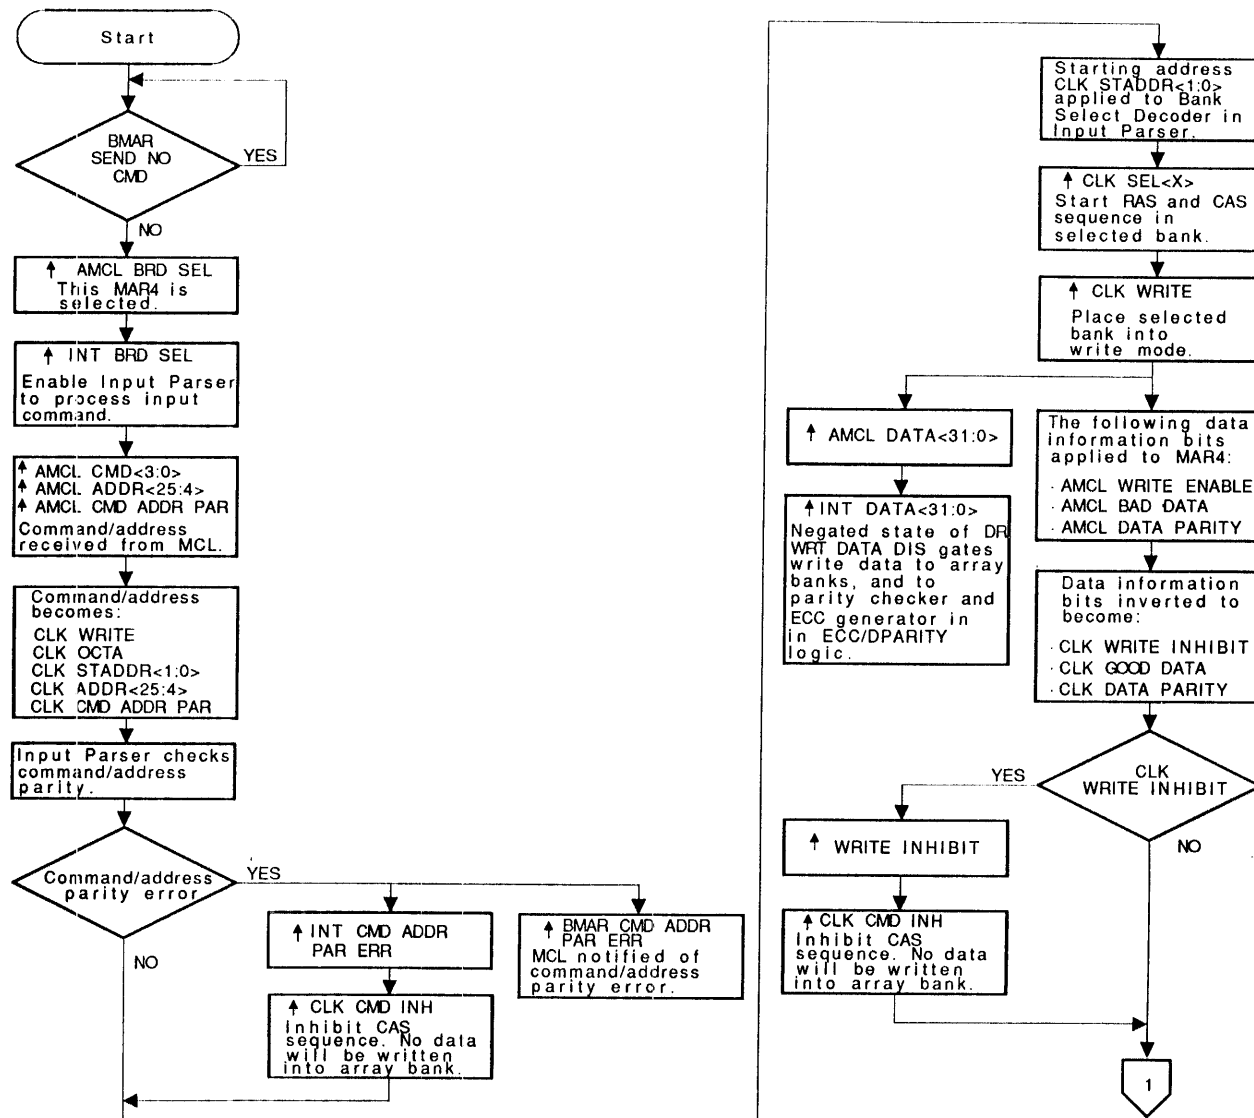 Start
BMAR
SEND NO
CMD
YES
NO
↑ AMCL BRD SEL
This MAR4 is
selected.
↑ INT BRD SEL
Enable Input Parser
to process input
command.
↑ AMCL CMD<3:0>
↑ AMCL ADDR<25:4>
↑ AMCL CMD ADDR PAR
Command/address
received from MCL.
Command/address
becomes:
CLK WRITE
CLK OCTA
CLK STADDR<1:0>
CLK ADDR<25:4>
CLK CMD ADDR PAR
Input Parser checks
command/address
parity.
Command/address
parity error
YES
NO
↑ INT CMD ADDR
PAR ERR
↑ CLK CMD INH
Inhibit CAS
sequence. No data
will be written
into array bank.
↑ BMAR CMD ADDR
PAR ERR
MCL notified of
command/address
parity error.
Starting address
CLK STADDR<1:0>
applied to Bank
Select Decoder in
Input Parser.
↑ CLK SEL<X>
Start RAS and CAS
sequence in
selected bank.
↑ CLK WRITE
Place selected
bank into
write mode.
↑ AMCL DATA<31:0>
↑ INT DATA<31:0>
Negated state of DR
WRT DATA DIS gates
write data to array
banks, and to
parity checker and
ECC generator in
in ECC/DPARITY
logic.
The following data
information bits
applied to MAR4:
· AMCL WRITE ENABLE
· AMCL BAD DATA
· AMCL DATA PARITY
Data information
bits inverted to
become:
· CLK WRITE INHIBIT
· CLK GOOD DATA
· CLK DATA PARITY
CLK
WRITE INHIBIT
YES
NO
↑ WRITE INHIBIT
↑ CLK CMD INH
Inhibit CAS
sequence. No data
will be written
into array bank.
1